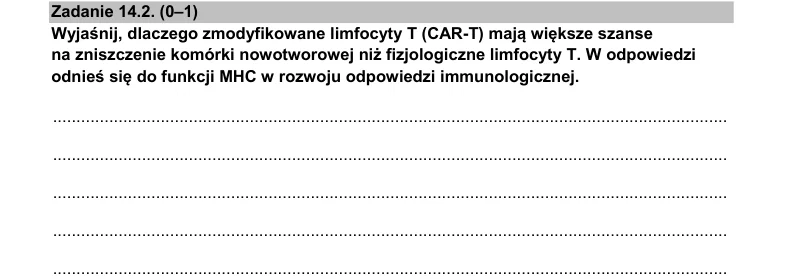 Zadanie 14.2. (0–1)
Wyjaśnij, dlaczego zmodyfikowane limfocyty T (CAR-T) mają większe szanse
na zniszczenie komórki nowotworowej niż fizjologiczne limfocyty T. W odpowiedzi
odnieś się do funkcji MHC w rozwoju odpowiedzi immunologicznej.